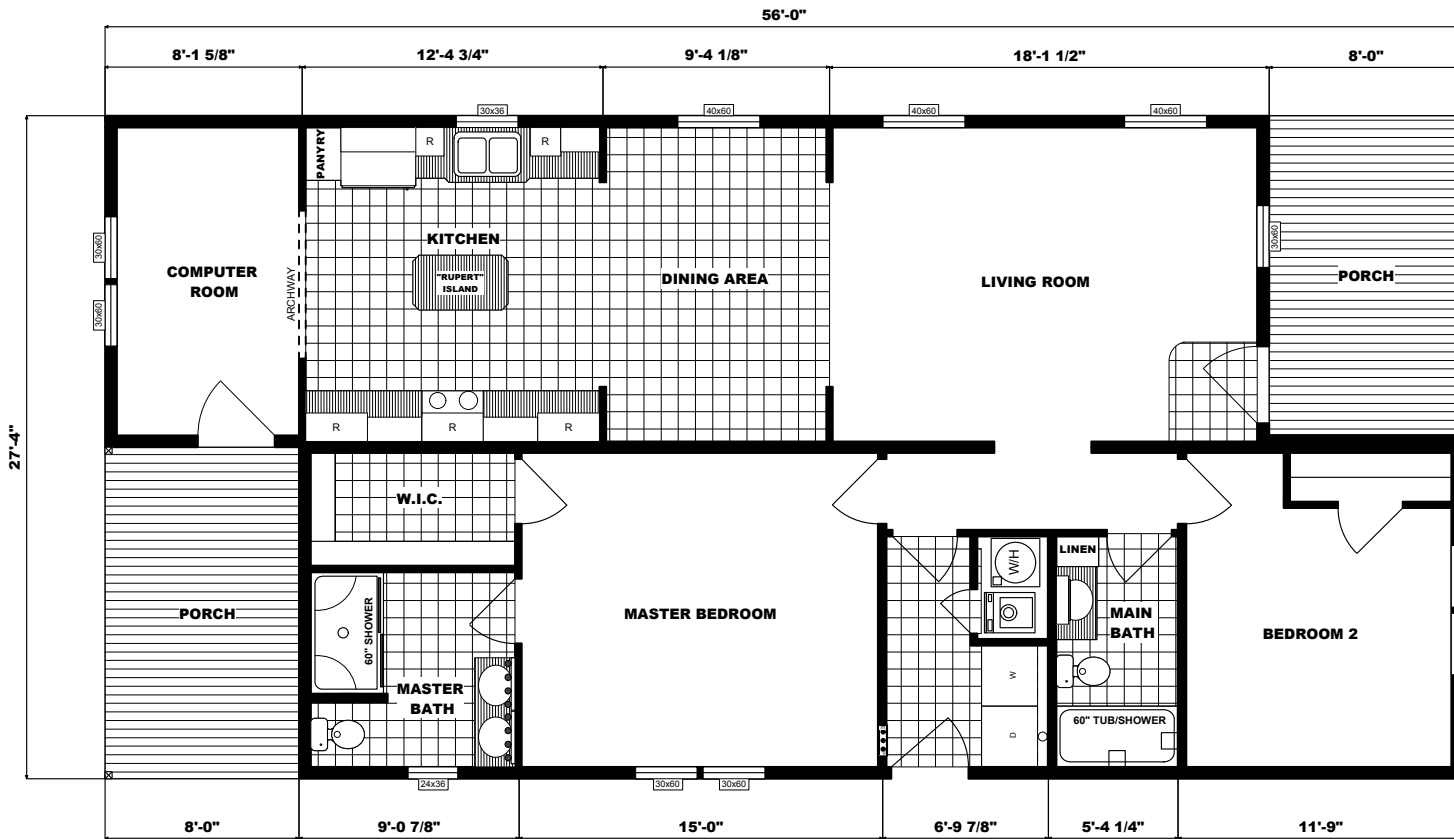 56'-0"
8'-1 5/8"
12'-4 3/4"
9'-4 1/8"
18'-1 1/2"
8'-0"
30x36
40x60
40x60
40x60
PANYRY
R
R
KITCHEN
"RUPERT"
ISLAND
COMPUTER
ROOM
ARCHWAY
30x60
30x60
DINING AREA
LIVING ROOM
30x60
PORCH
27'-4"
R
R
R
W.I.C.
W/H
LINEN
PORCH
60" SHOWER
MASTER BEDROOM
MAIN
BATH
BEDROOM 2
MASTER
BATH
W
D
60" TUB/SHOWER
24x36
30x60
30x60
8'-0"
9'-0 7/8"
15'-0"
6'-9 7/8"
5'-4 1/4"
11'-9"